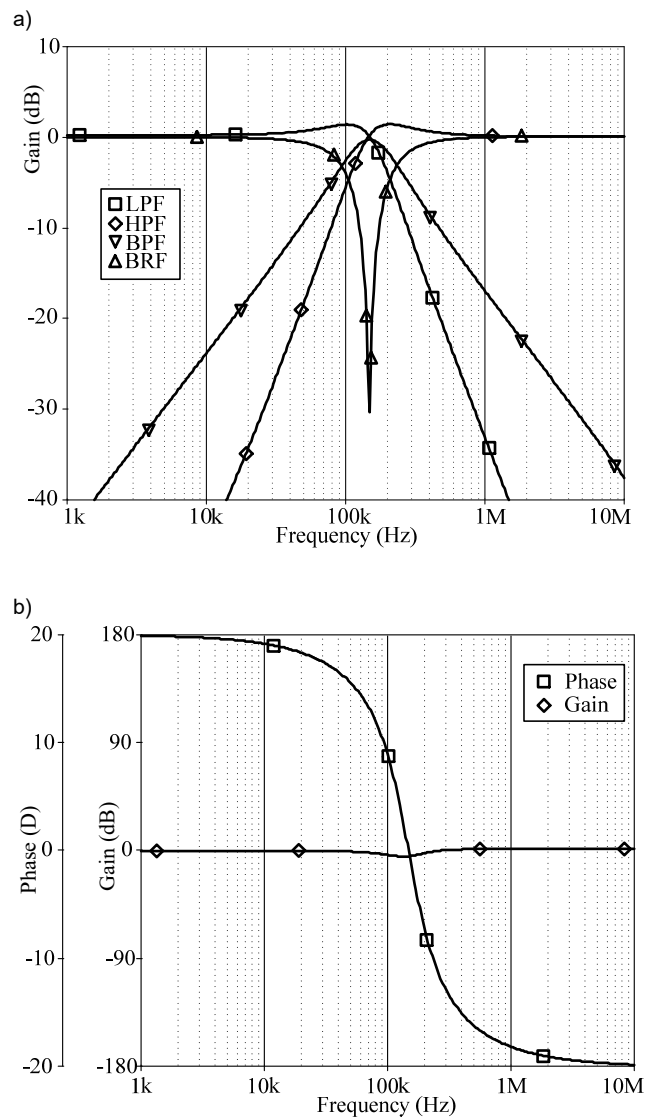 a)
10
0
-10
-20
-30
-40
Gain (dB)
LPF
HPF
BPF
BRF
1k 10k 100k 1M 10M
Frequency (Hz)
b)
20
10
0
-10
-20
Phase (D)
180
90
0
-90
-180
Gain (dB)
Phase
Gain
1k 10k 100k 1M 10M
Frequency (Hz)